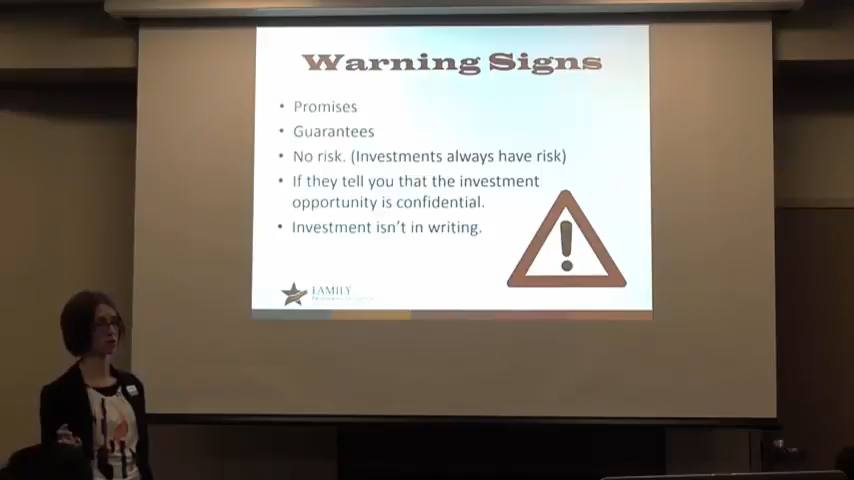 Warning Signs
• Promises
• Guarantees
• No risk. (Investments always have risk)
• If they tell you that the investment
opportunity is confidential.
• Investment isn't in writing.
FAMILY